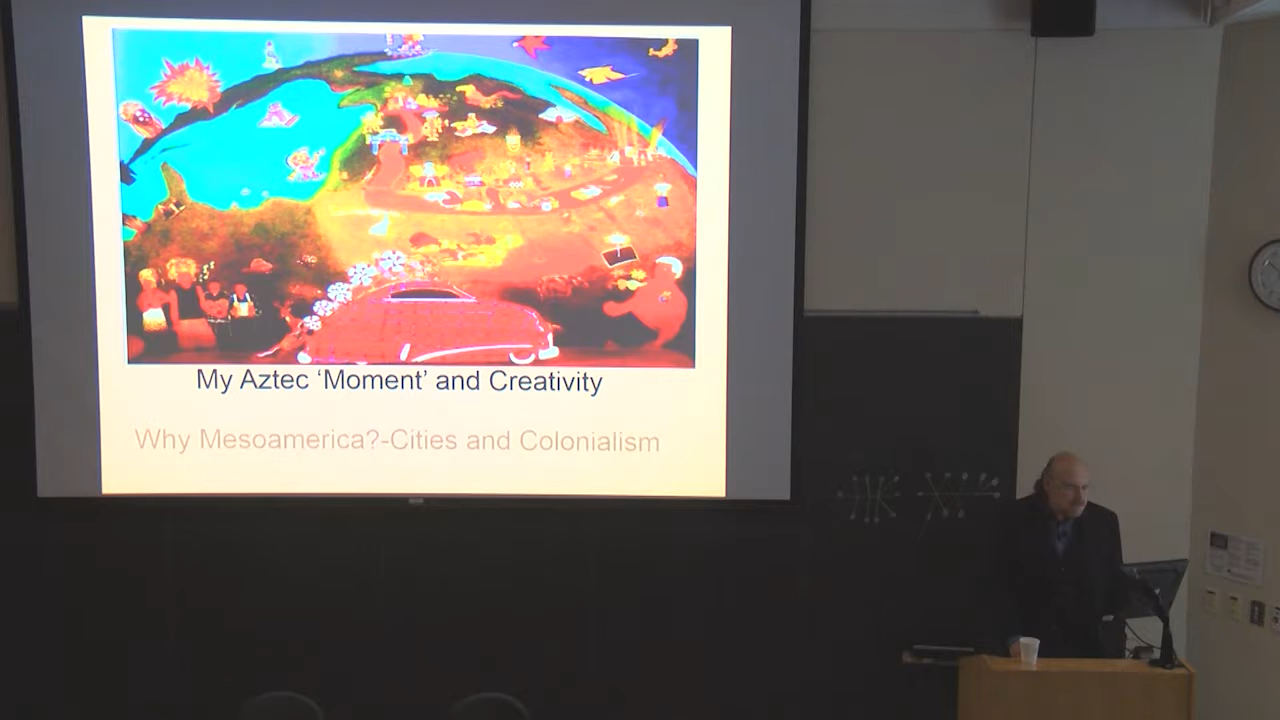 My Aztec ‘Moment’ and Creativity
Why Mesoamerica?-Cities and Colonialism